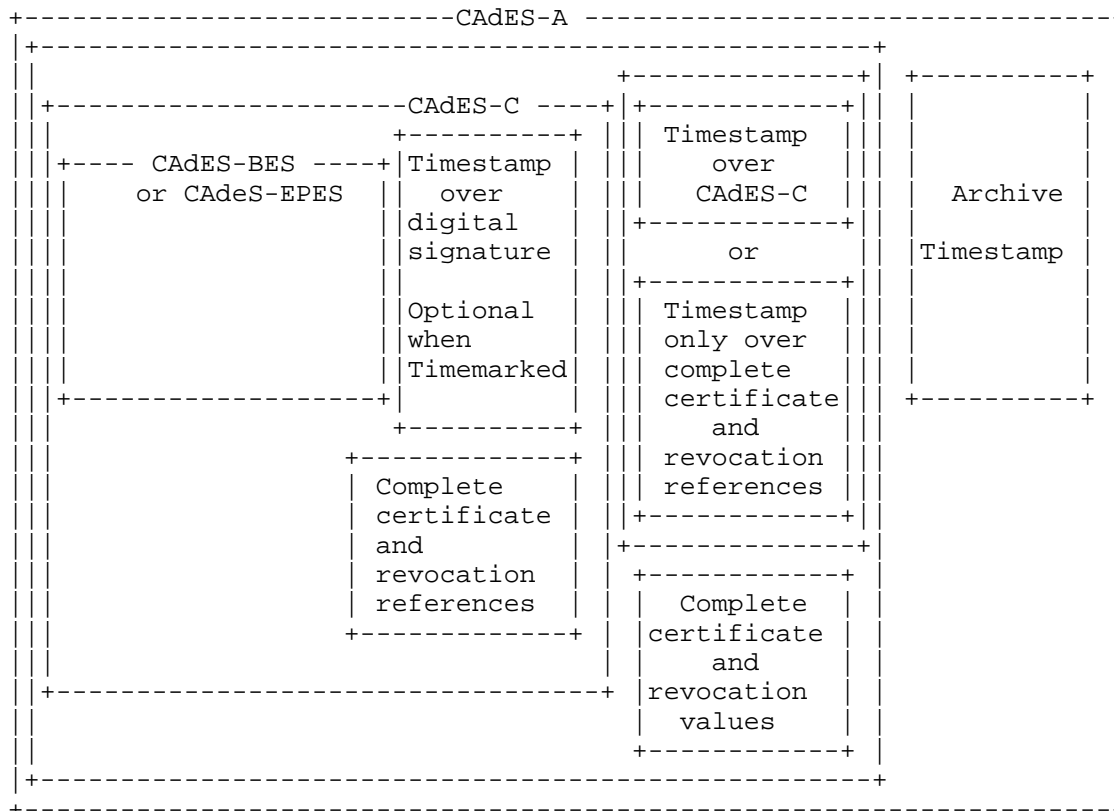 CAdES-A
CAdES-C
CAdES-BES
or CAdeS-EPES
Timestamp
over
digital
signature
Optional
when
Timemarked
Complete
certificate
and
revocation
references
Timestamp
over
CAdES-C
or
Timestamp
only over
complete
certificate
and
revocation
references
Complete
certificate
and
revocation
values
Archive
Timestamp